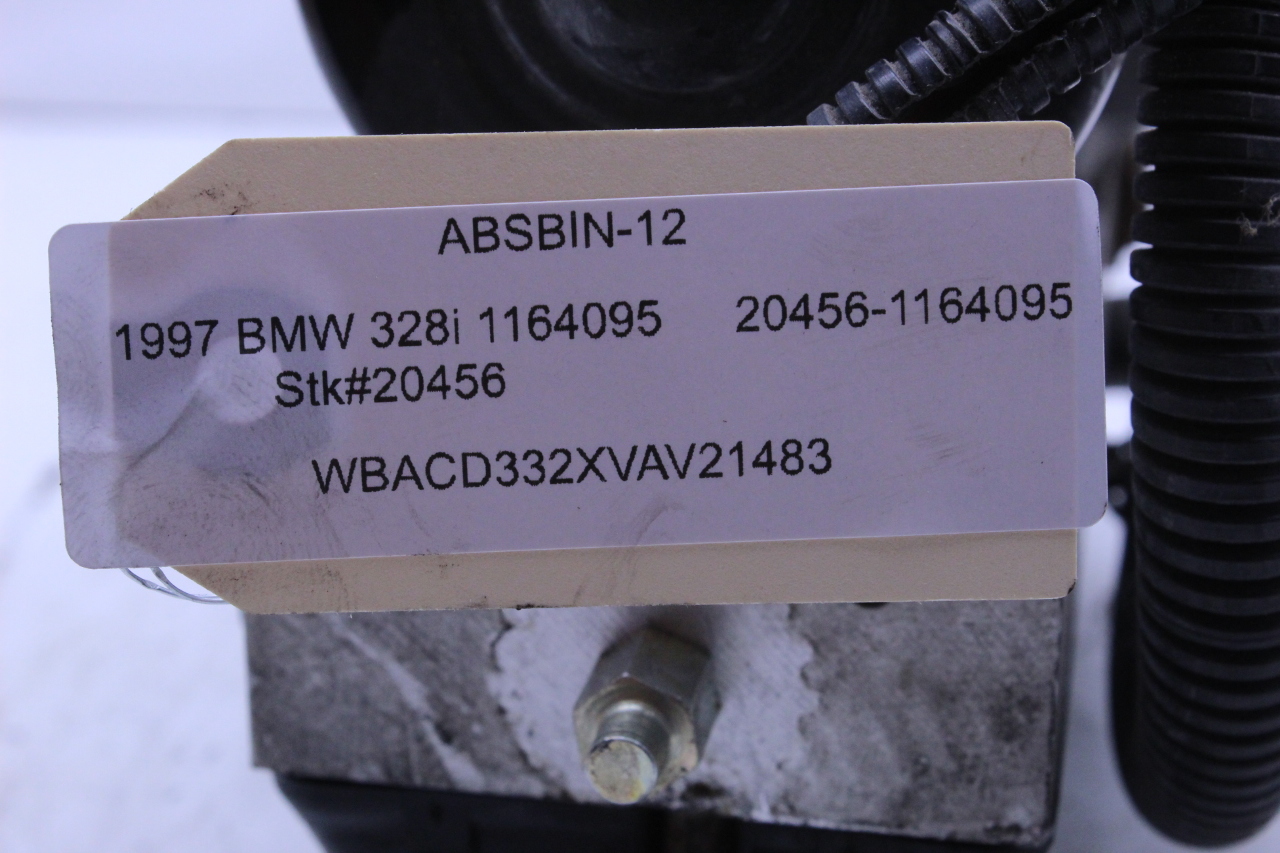 ABSBIN-12
1997 BMW 328i 1164095 20456-1164095
Stk#20456
WBACD332XVAV21483